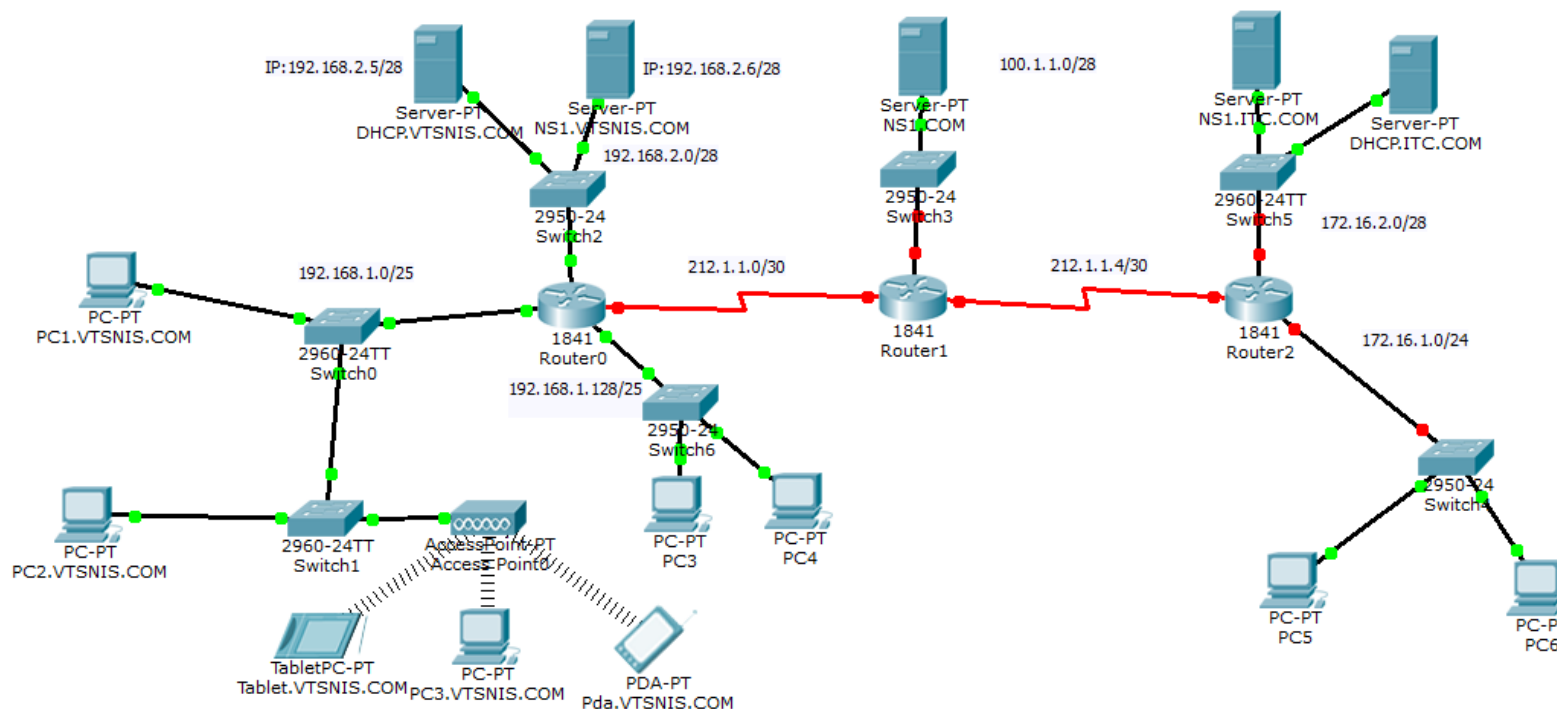 IP:192.168.2.5/28
Server-PT
DHCP.VTSNIS.COM
IP:192.168.2.6/28
Server-PT
NS1.VTSNIS.COM
192.168.2.0/28
2950-24
Switch2
100.1.1.0/28
Server-PT
NS1.COM
2950-24
Switch3
Server-PT
NS1.ITC.COM
Server-PT
DHCP.ITC.COM
2960-24TT
Switch5
172.16.2.0/28
192.168.1.0/25
PC-PT
PC1.VTSNIS.COM
2960-24TT
Switch0
212.1.1.0/30
1841
Router0
212.1.1.4/30
1841
Router1
1841
Router2
172.16.1.0/24
192.168.1.128/25
2950-24
Switch6
PC-PT
PC3
PC-PT
PC4
2950-24
Switch4
PC-PT
PC5
PC-PT
PC6
PC-PT
PC2.VTSNIS.COM
2960-24TT
Switch1
AccessPoint-PT
Access Point0
TabletPC-PT
Tablet.VTSNIS.COM
PC-PT
PC3.VTSNIS.COM
PDA-PT
Pda.VTSNIS.COM